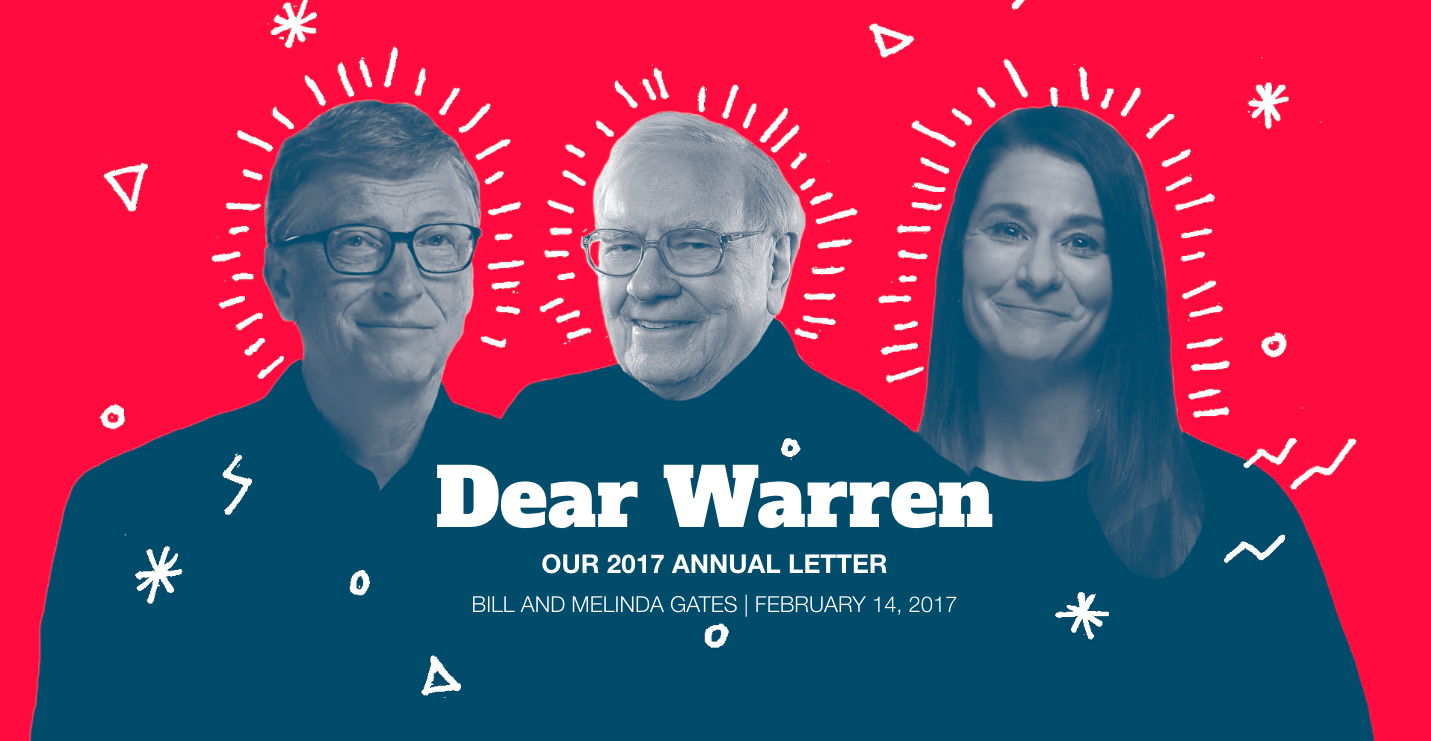 Dear Warren
OUR 2017 ANNUAL LETTER
BILL AND MELINDA GATES | FEBRUARY 14, 2017